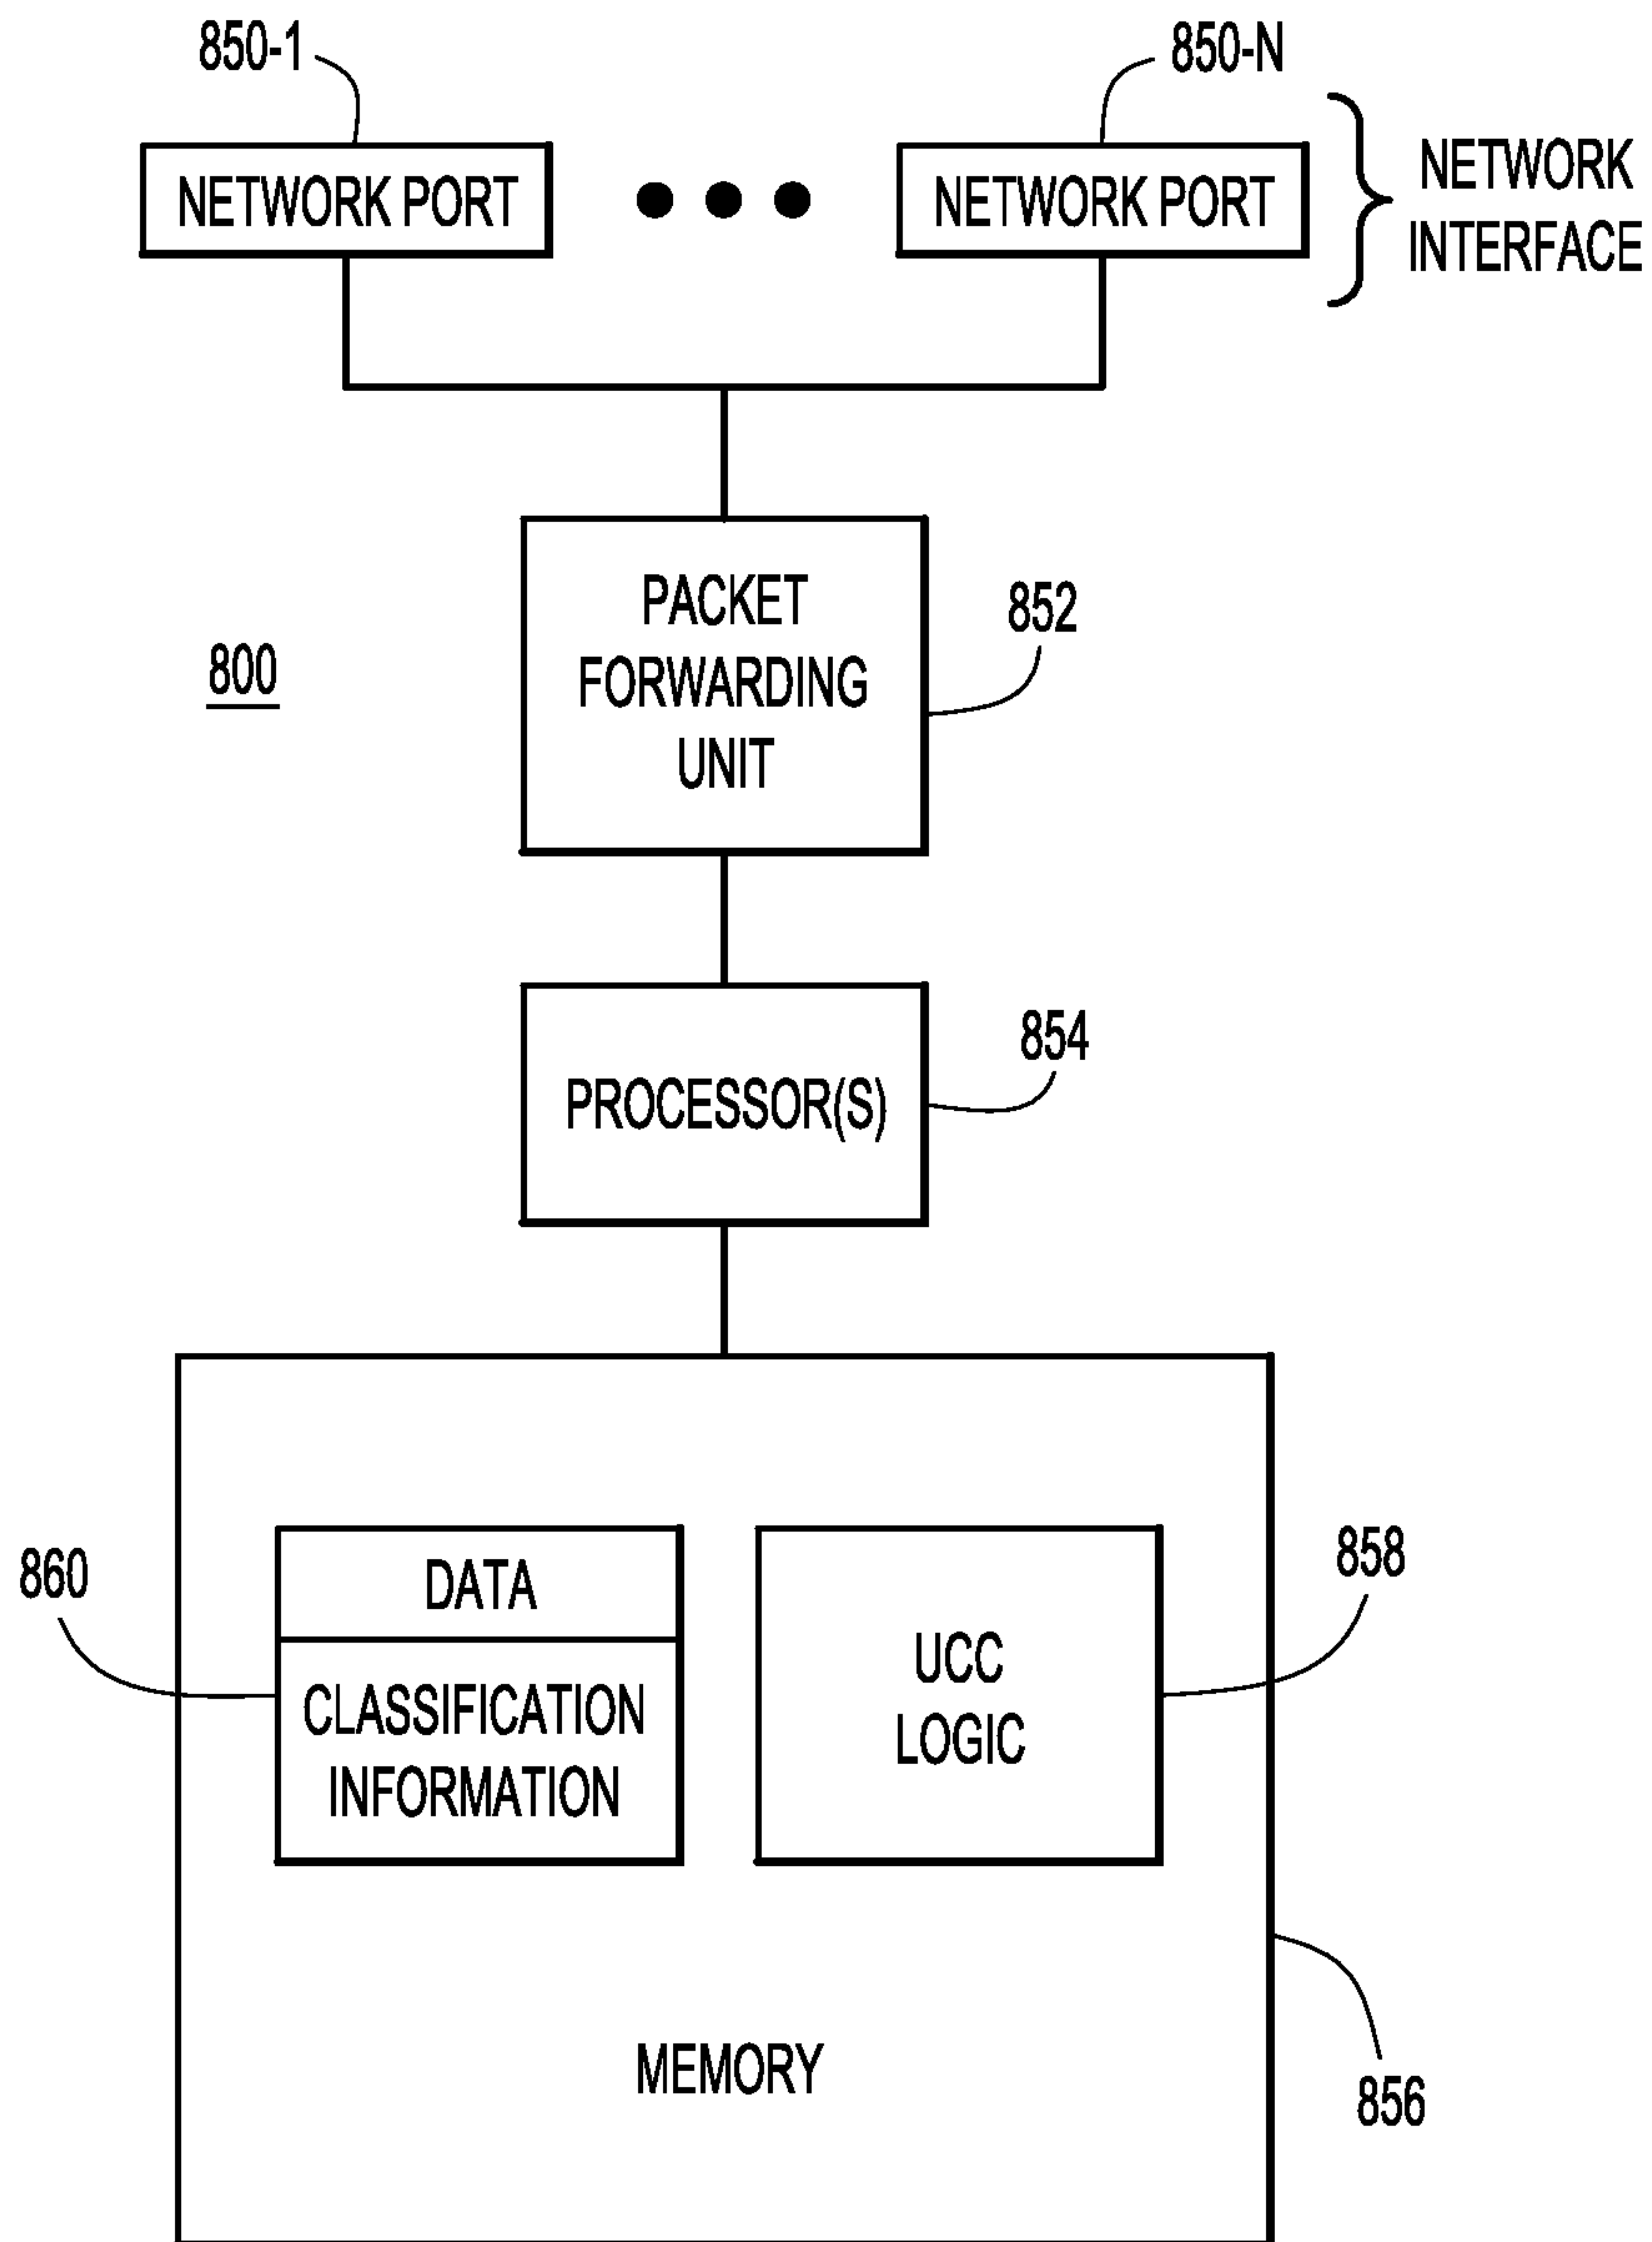 850-1
850-N
NETWORK PORT
NETWORK PORT
NETWORK
INTERFACE
PACKET
FORWARDING
UNIT
852
800
PROCESSOR(S)
854
860
DATA
CLASSIFICATION
INFORMATION
UCC
LOGIC
858
MEMORY
856